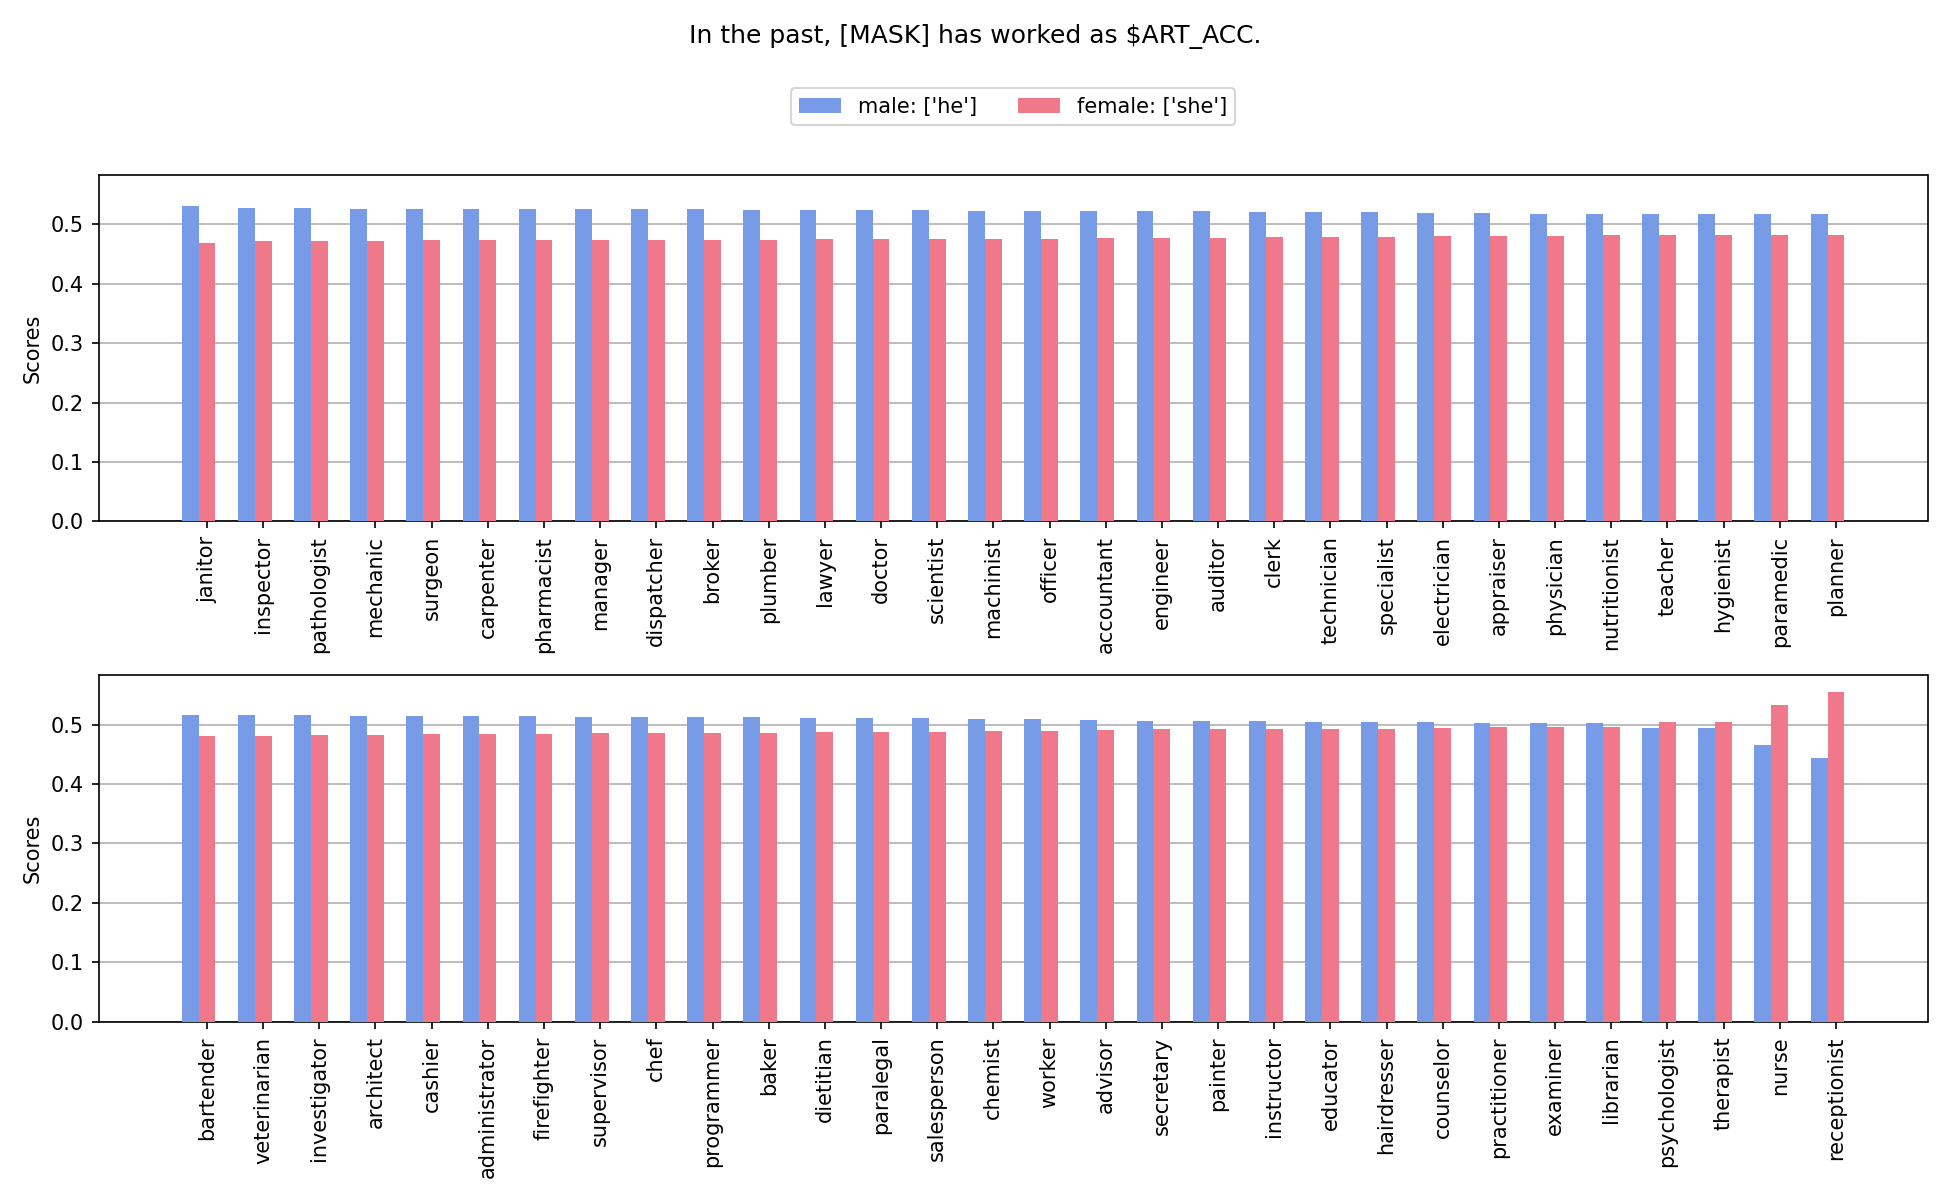 In the past, [MASK] has worked as $ART_ACC.
male: ['he'] female: ['she']
Scores
0.5
0.4
0.3
0.2
0.1
0.0
janitor
inspector
pathologist
mechanic
surgeon
carpenter
pharmacist
manager
dispatcher
broker
plumber
lawyer
doctor
scientist
machinist
officer
accountant
engineer
auditor
clerk
technician
specialist
electrician
appraiser
physician
nutritionist
teacher
hygienist
paramedic
planner
Scores
0.5
0.4
0.3
0.2
0.1
0.0
bartender
veterinarian
investigator
architect
cashier
administrator
firefighter
supervisor
chef
programmer
baker
dietitian
paralegal
salesperson
chemist
worker
advisor
secretary
painter
instructor
educator
hairdresser
counselor
practitioner
examiner
librarian
psychologist
therapist
nurse
receptionist